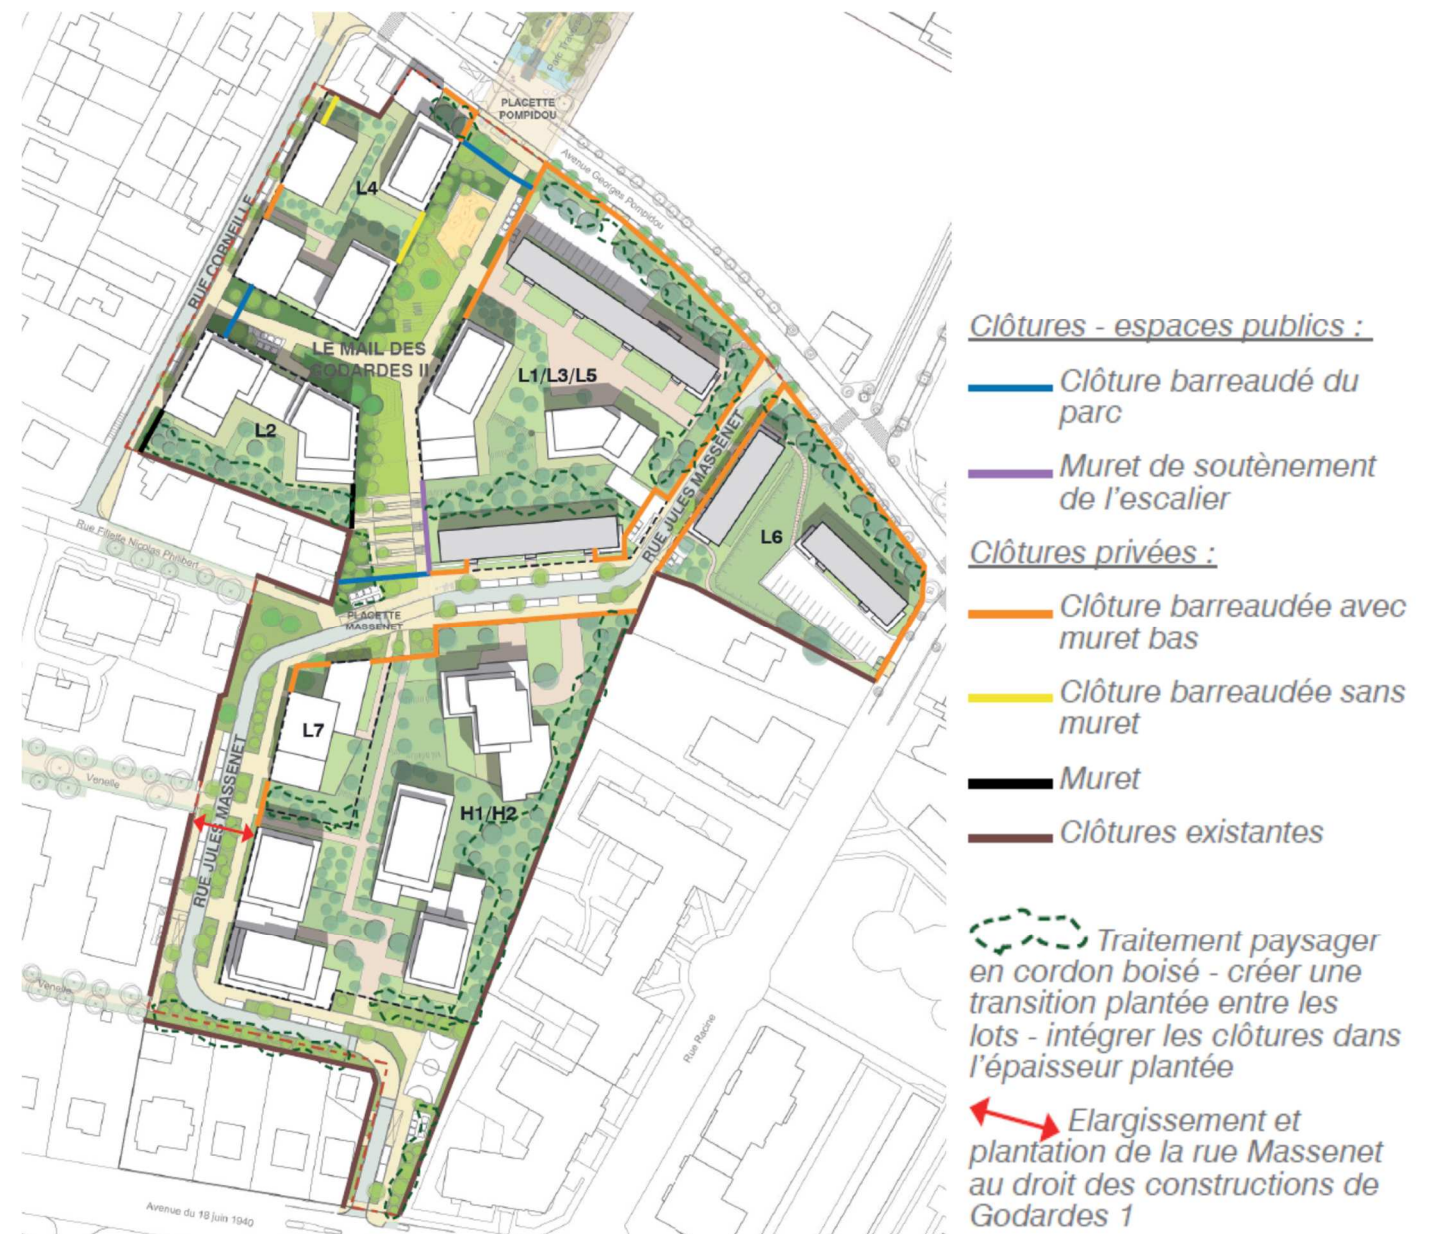 PLACETTE
POMPIDOU
Avenue Georges Pompidou
L4
RUE CORNEILLE
LE MAIL DES
GODARDES II
L1/L3/L5
L2
RUE JULES MASSENET
L6
Rue Filliette Nicolas Philibert
PLACETTE
MASSENET
L7
Venelle
RUE JULES MASSENET
H1/H2
Venelle
Rue Racine
Avenue du 18 juin 1940
Clôtures - espaces publics :
Clôture barreaudé du
parc
Muret de soutènement
de l'escalier
Clôtures privées :
Clôture barreaudée avec
muret bas
Clôture barreaudée sans
muret
Muret
Clôtures existantes
Traitement paysager
en cordon boisé - créer une
transition plantée entre les
lots - intégrer les clôtures dans
l'épaisseur plantée
Elargissement et
plantation de la rue Massenet
au droit des constructions de
Godardes 1